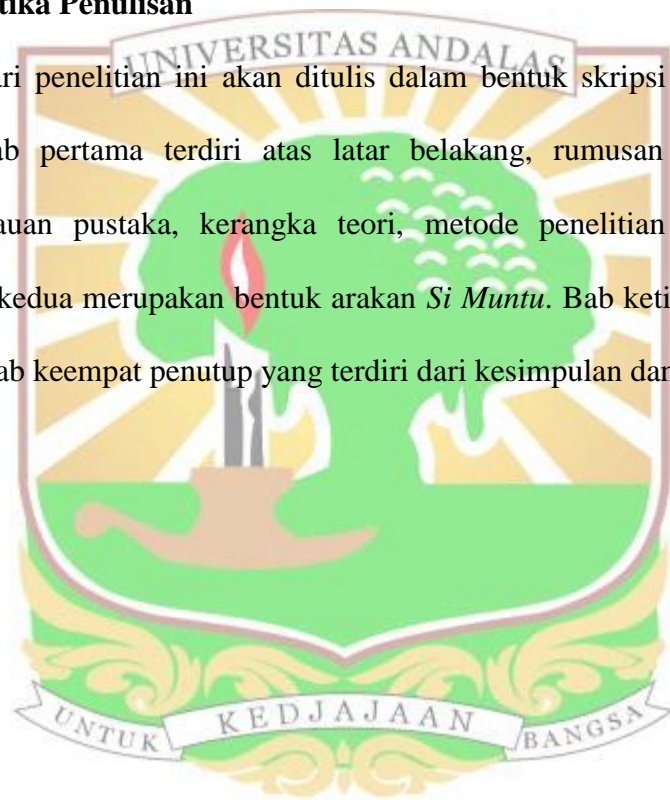 tika Penulisan
UNIVERSITAS ANDALAS
ari penelitian ini akan ditulis dalam bentuk skripsi
ab pertama terdiri atas latar belakang, rumusan
auan pustaka, kerangka teori, metode penelitian
kedua merupakan bentuk arakan Si Muntu. Bab keti
ab keempat penutup yang terdiri dari kesimpulan dan
UNTUK KEDJAJAAN BANGSA